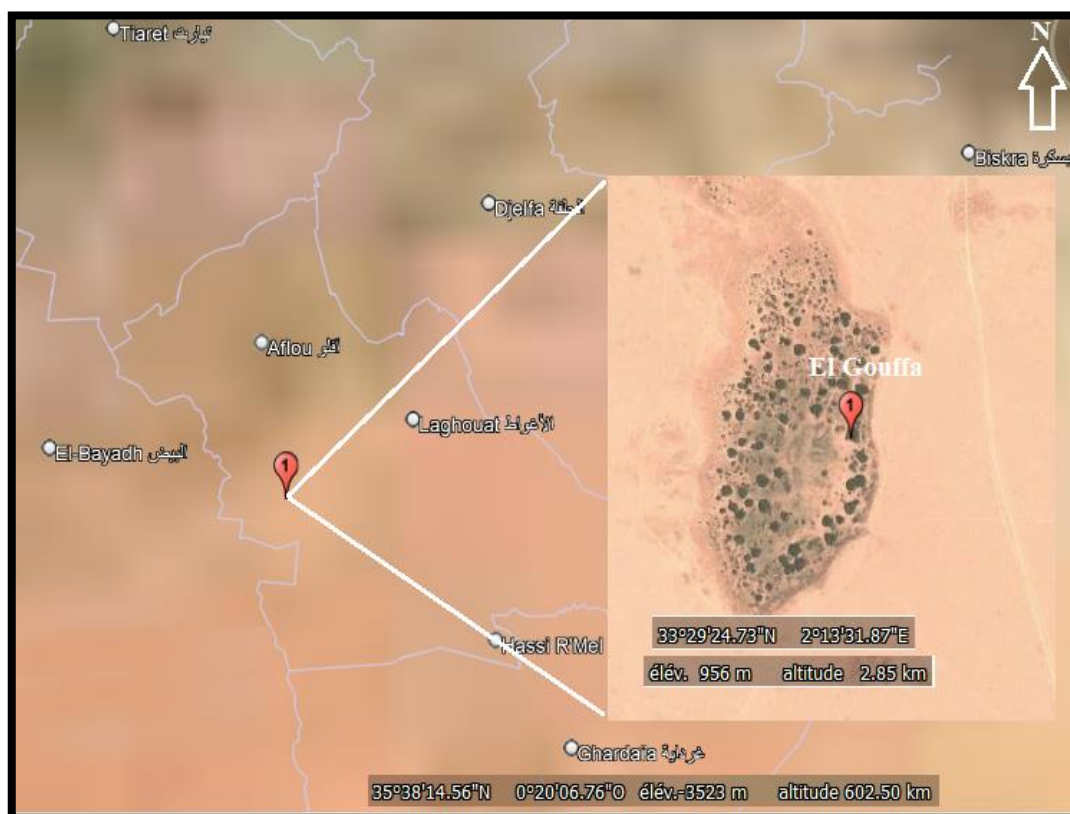 Tiaret تيارت
N
Biskra بسكرة
Djelfa الجلفة
Aflou آفلو
El Gouffa
1
Laghouat الأغواط
El-Bayadh البيض
1
33°29'24.73"N 2°13'31.87"E
Hassi R'Mel
élév. 956 m altitude 2.85 km
Ghardaïa غرداية
35°38'14.56"N 0°20'06.76"O élév.-3523 m altitude 602.50 km